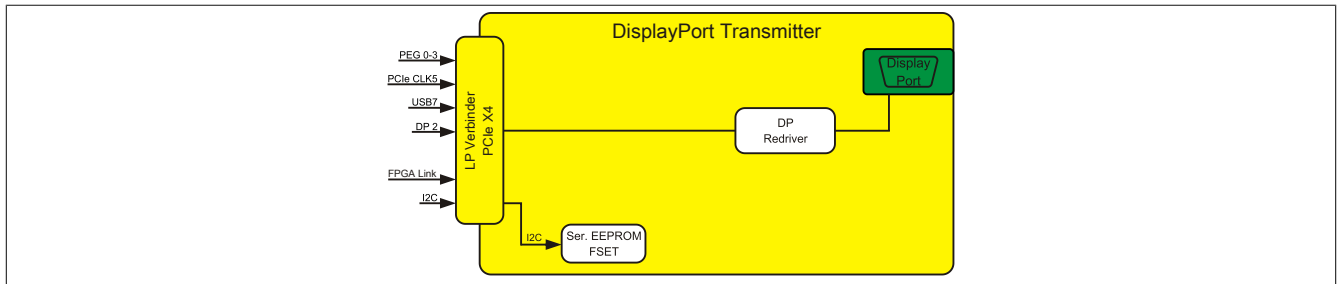 DisplayPort Transmitter
PEG 0-3
PCIe CLK5
USB7
DP 2
FPGA Link
I2C
LP Verbinder
PCIe X4
Display
Port
DP
Redriver
I2C
Ser. EEPROM
FSET